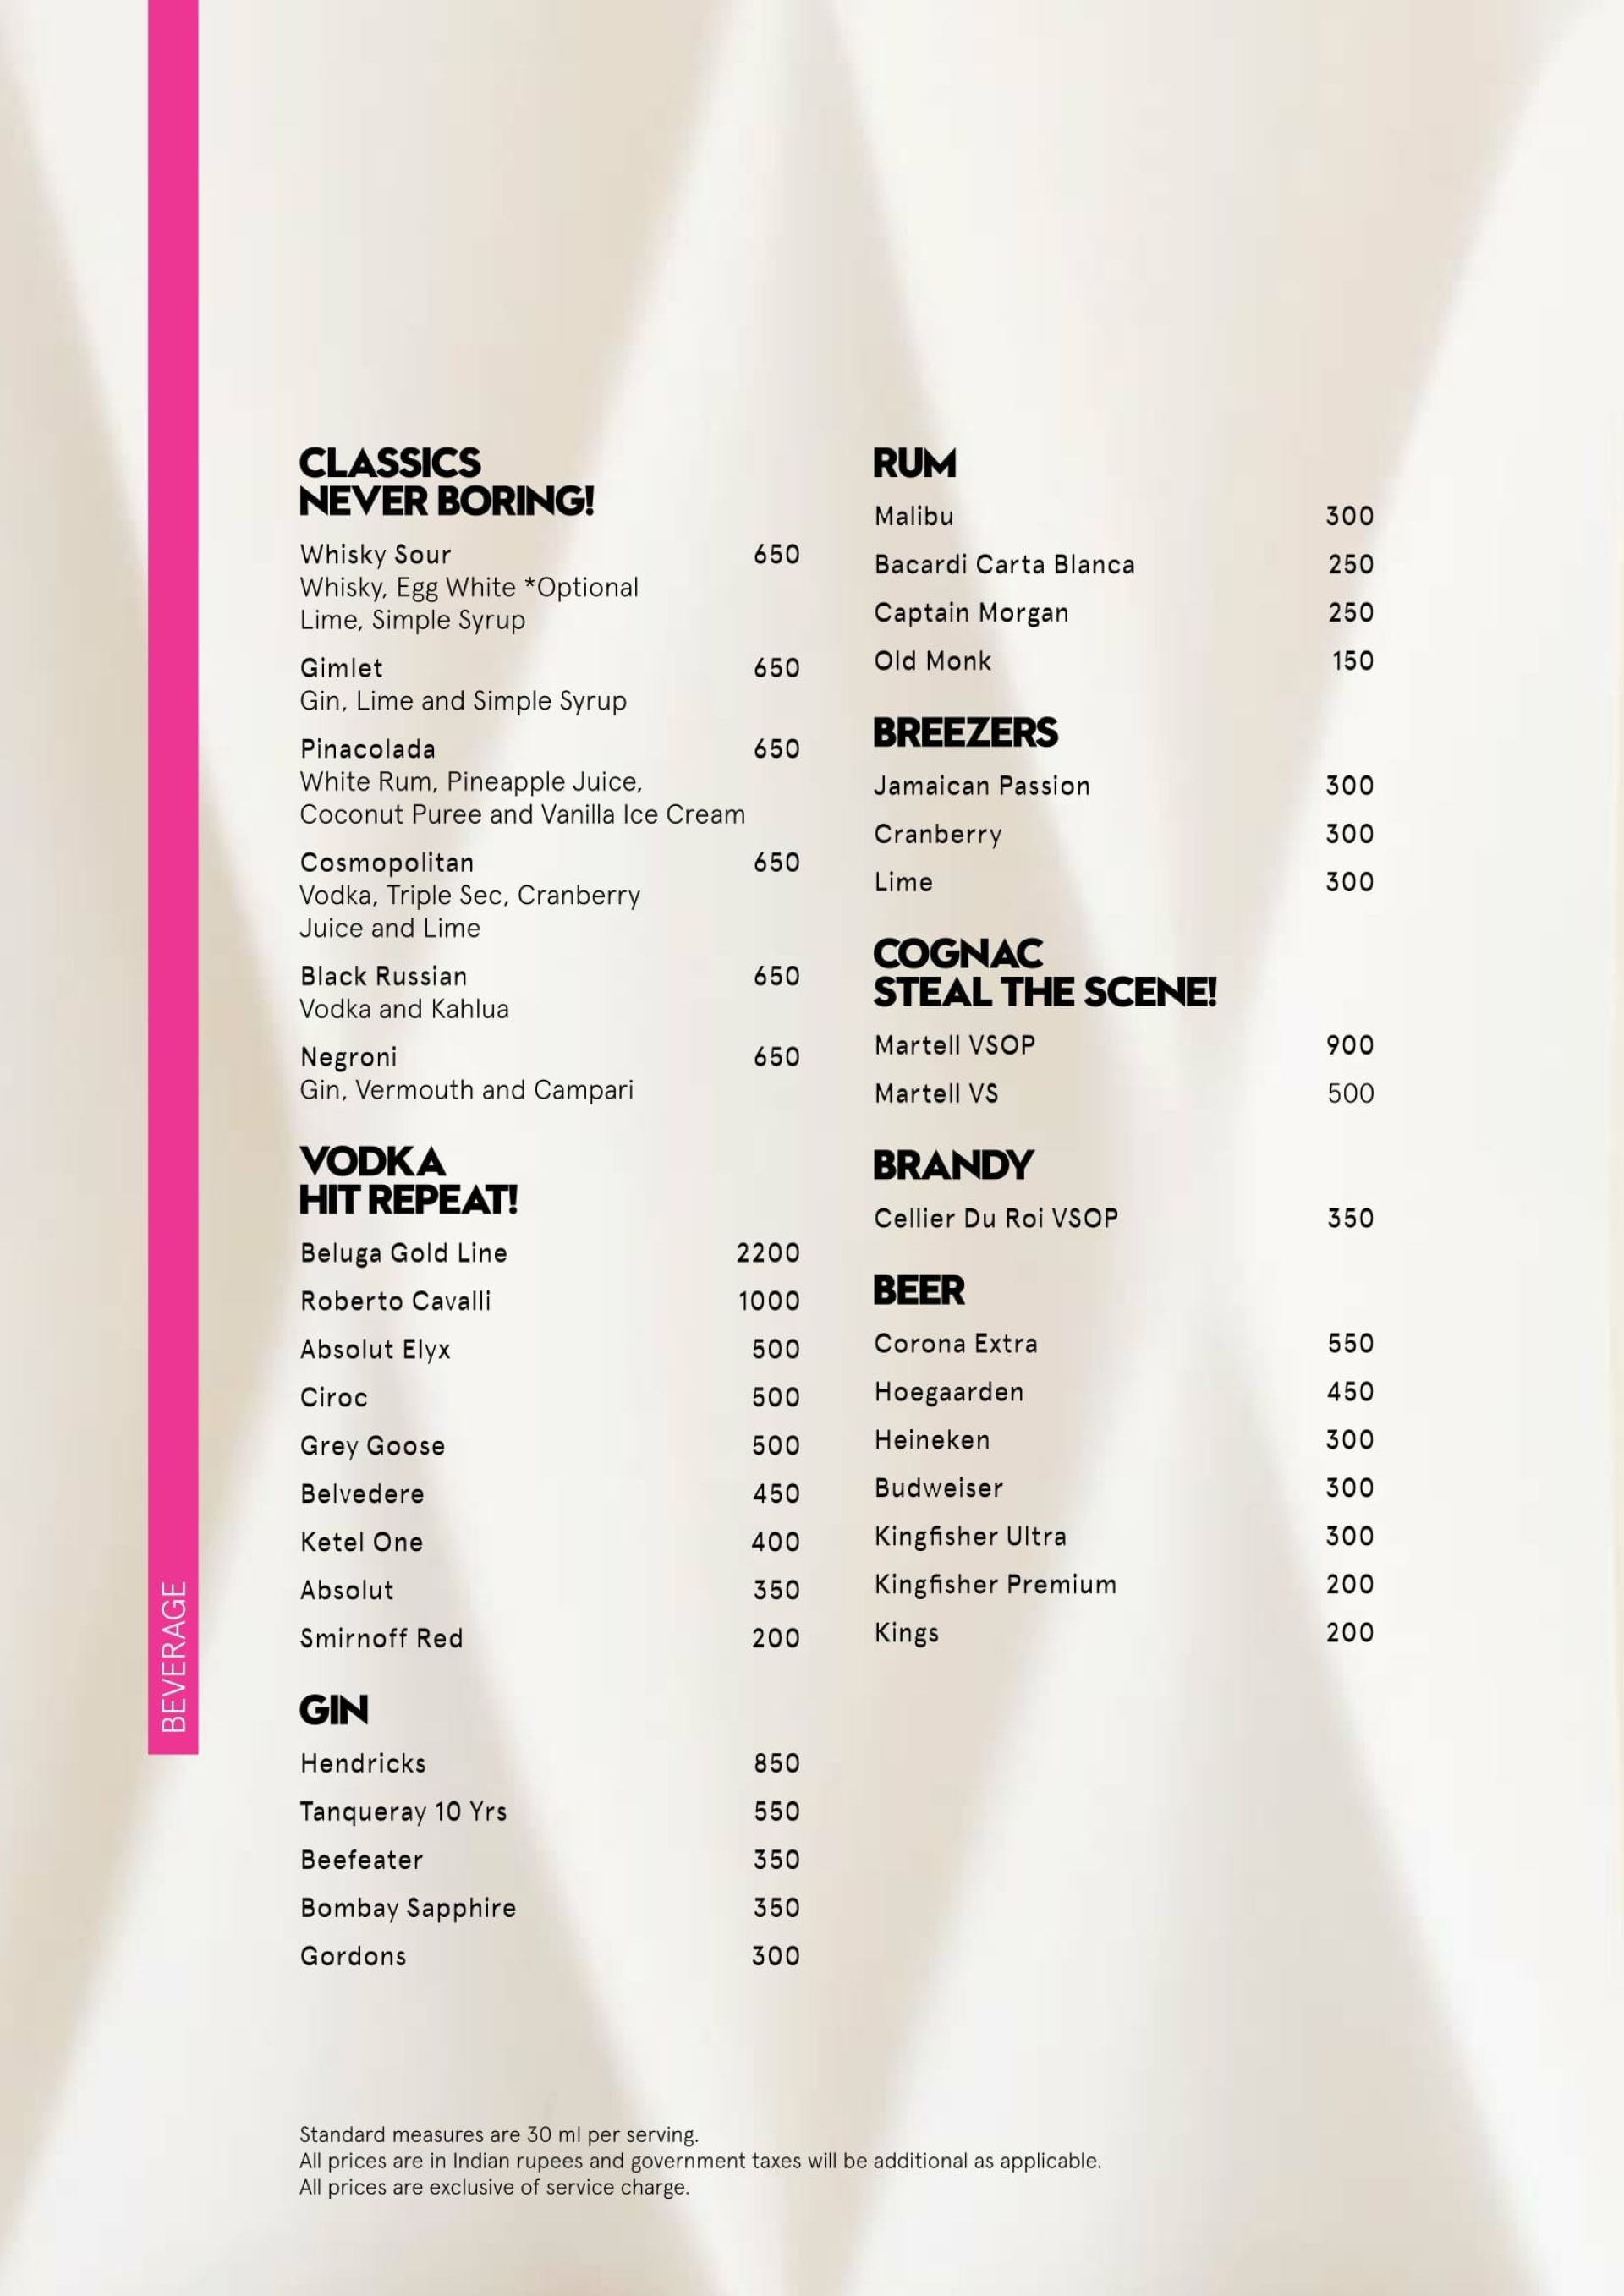 CLASSICS
NEVER BORING!
Whisky Sour 650
Whisky, Egg White *Optional
Lime, Simple Syrup
Gimlet 650
Gin, Lime and Simple Syrup
Pinacolada 650
White Rum, Pineapple Juice,
Coconut Puree and Vanilla Ice Cream
Cosmopolitan 650
Vodka, Triple Sec, Cranberry
Juice and Lime
Black Russian 650
Vodka and Kahlua
Negroni 650
Gin, Vermouth and Campari
VODKA
HIT REPEAT!
Beluga Gold Line 2200
Roberto Cavalli 1000
Absolut Elyx 500
Ciroc 500
Grey Goose 500
Belvedere 450
Ketel One 400
Absolut 350
Smirnoff Red 200
GIN
Hendricks 850
Tanqueray 10 Yrs 550
Beefeater 350
Bombay Sapphire 350
Gordons 300
RUM
Malibu 300
Bacardi Carta Blanca 250
Captain Morgan 250
Old Monk 150
BREEZERS
Jamaican Passion 300
Cranberry 300
Lime 300
COGNAC
STEAL THE SCENE!
Martell VSOP 900
Martell VS 500
BRANDY
Cellier Du Roi VSOP 350
BEER
Corona Extra 550
Hoegaarden 450
Heineken 300
Budweiser 300
Kingfisher Ultra 300
Kingfisher Premium 200
Kings 200
BEVERAGE
Standard measures are 30 ml per serving.
All prices are in Indian rupees and government taxes will be additional as applicable.
All prices are exclusive of service charge.